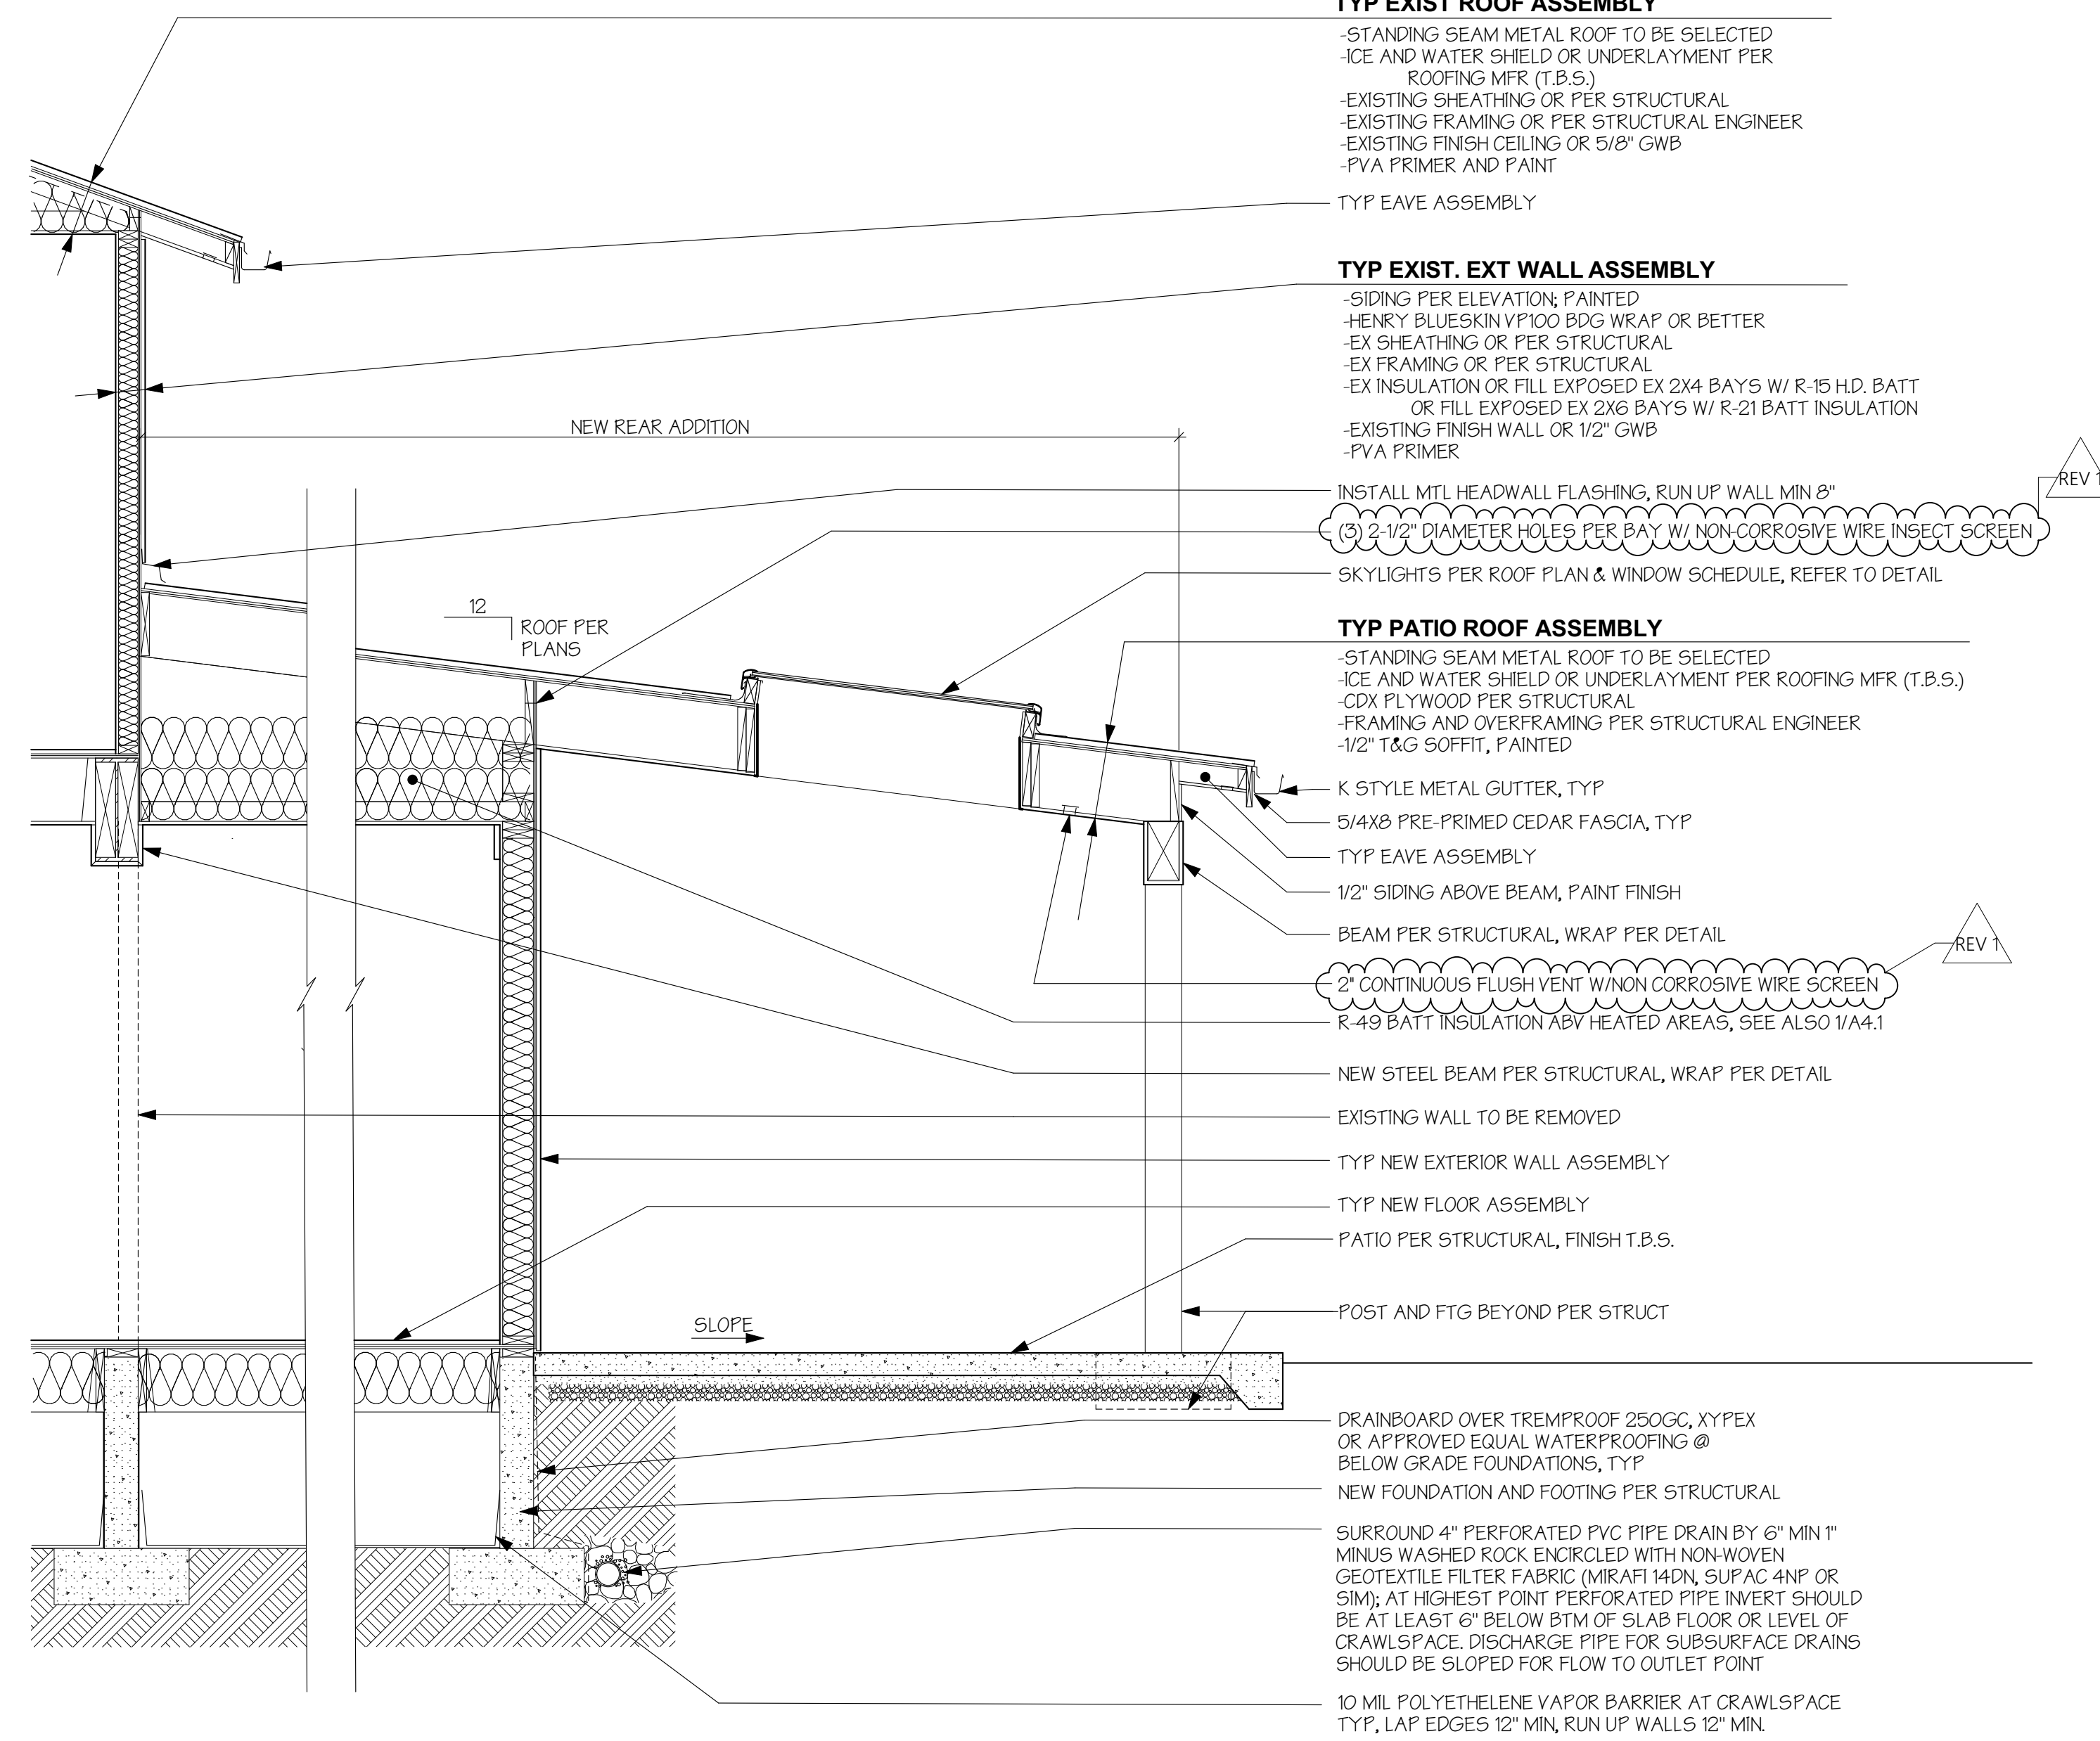 TYP EXIST ROOF ASSEMBLY
-STANDING SEAM METAL ROOF TO BE SELECTED
-ICE AND WATER SHIELD OR UNDERLAYMENT PER
ROOFING MFR (T.B.S.)
-EXISTING SHEATHING OR PER STRUCTURAL
-EXISTING FRAMING OR PER STRUCTURAL ENGINEER
-EXISTING FINISH CEILING OR 5/8" GWB
-PVA PRIMER AND PAINT
TYP EAVE ASSEMBLY
TYP EXIST. EXT WALL ASSEMBLY
-SIDING PER ELEVATION; PAINTED
-HENRY BLUESKIN VP100 BDG WRAP OR BETTER
-EX SHEATHING OR PER STRUCTURAL
-EX FRAMING OR PER STRUCTURAL
-EX INSULATION OR FILL EXPOSED EX 2X4 BAYS W/ R-15 H.D. BATT
OR FILL EXPOSED EX 2X6 BAYS W/ R-21 BATT INSULATION
-EXISTING FINISH WALL OR 1/2" GWB
-PVA PRIMER
NEW REAR ADDITION
REV 1
INSTALL MTL HEADWALL FLASHING, RUN UP WALL MIN 8"
(3) 2-1/2" DIAMETER HOLES PER BAY W/ NON-CORROSIVE WIRE INSECT SCREEN
SKYLIGHTS PER ROOF PLAN & WINDOW SCHEDULE, REFER TO DETAIL
12
ROOF PER
PLANS
TYP PATIO ROOF ASSEMBLY
-STANDING SEAM METAL ROOF TO BE SELECTED
-ICE AND WATER SHIELD OR UNDERLAYMENT PER ROOFING MFR (T.B.S.)
-CDX PLYWOOD PER STRUCTURAL
-FRAMING AND OVERFRAMING PER STRUCTURAL ENGINEER
-1/2" T&G SOFFIT, PAINTED
K STYLE METAL GUTTER, TYP
5/4X8 PRE-PRIMED CEDAR FASCIA, TYP
TYP EAVE ASSEMBLY
1/2" SIDING ABOVE BEAM, PAINT FINISH
BEAM PER STRUCTURAL, WRAP PER DETAIL
REV 1
2" CONTINUOUS FLUSH VENT W/NON CORROSIVE WIRE SCREEN
R-49 BATT INSULATION ABV HEATED AREAS, SEE ALSO 1/A4.1
NEW STEEL BEAM PER STRUCTURAL, WRAP PER DETAIL
EXISTING WALL TO BE REMOVED
TYP NEW EXTERIOR WALL ASSEMBLY
TYP NEW FLOOR ASSEMBLY
PATIO PER STRUCTURAL, FINISH T.B.S.
SLOPE
POST AND FTG BEYOND PER STRUCT
DRAINBOARD OVER TREMPROOF 250GC, XYPEX
OR APPROVED EQUAL WATERPROOFING @
BELOW GRADE FOUNDATIONS, TYP
NEW FOUNDATION AND FOOTING PER STRUCTURAL
SURROUND 4" PERFORATED PVC PIPE DRAIN BY 6" MIN 1"
MINUS WASHED ROCK ENCIRCLED WITH NON-WOVEN
GEOTEXTILE FILTER FABRIC (MIRAFI 14DN, SUPAC 4NP OR
SIM); AT HIGHEST POINT PERFORATED PIPE INVERT SHOULD
BE AT LEAST 6" BELOW BTM OF SLAB FLOOR OR LEVEL OF
CRAWLSPACE. DISCHARGE PIPE FOR SUBSURFACE DRAINS
SHOULD BE SLOPED FOR FLOW TO OUTLET POINT
10 MIL POLYETHELENE VAPOR BARRIER AT CRAWLSPACE
TYP, LAP EDGES 12" MIN, RUN UP WALLS 12" MIN.